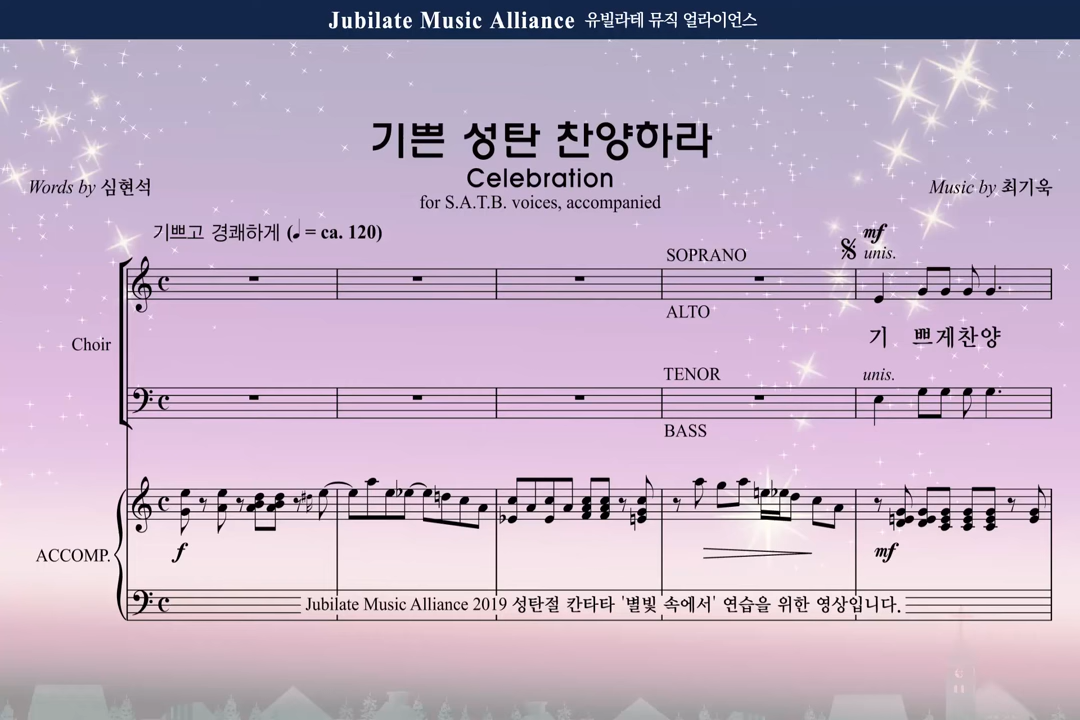 Jubilate Music Alliance 유빌라테 뮤직 얼라이언스
기쁜 성탄 찬양하라
Celebration
for S.A.T.B. voices, accompanied
Words by 심현석
Music by 최기욱
기쁘고 경쾌하게 (♩ = ca. 120)
mf
SOPRANO
unis.
ALTO
기 쁘게찬양
Choir
TENOR
unis.
BASS
ACCOMP.
f
mf
Jubilate Music Alliance 2019 성탄절 칸타타 '별빛 속에서' 연습을 위한 영상입니다.